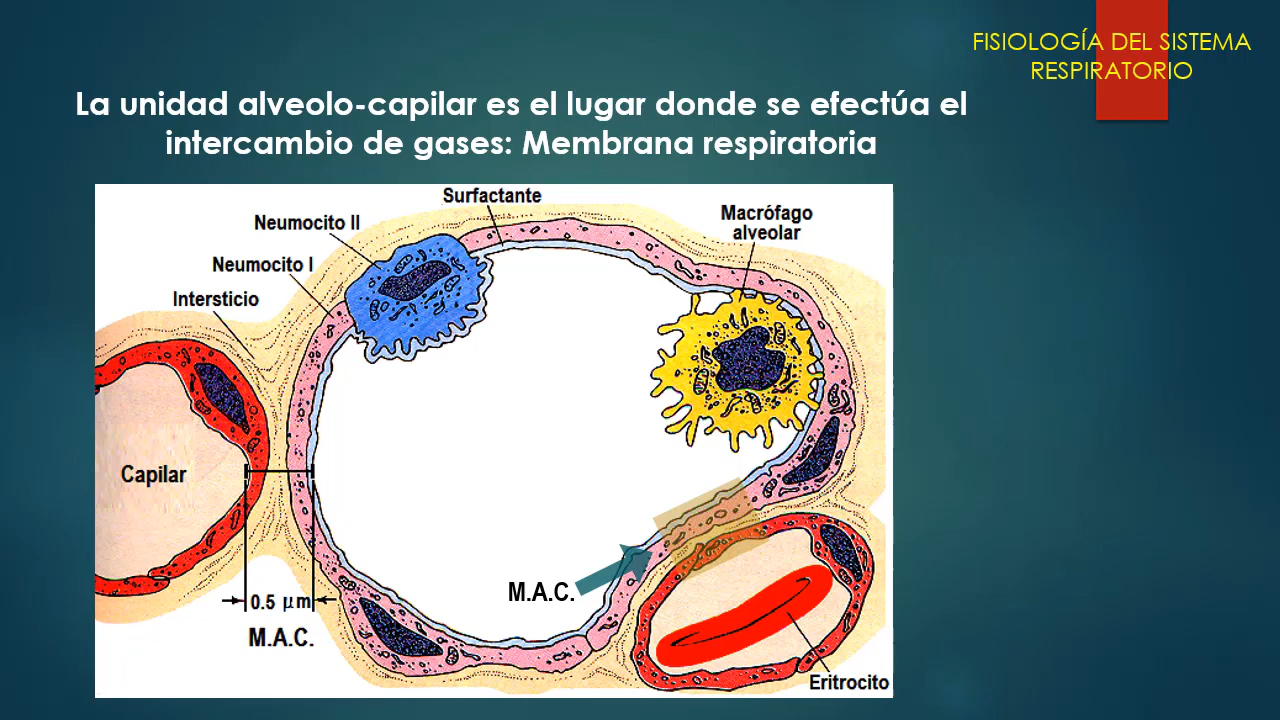 FISIOLOGÍA DEL SISTEMA
RESPIRATORIO
La unidad alveolo-capilar es el lugar donde se efectúa el
intercambio de gases: Membrana respiratoria
Surfactante
Neumocito II
Macrófago
alveolar
Neumocito I
Intersticio
Capilar
M.A.C.
0.5 μm
M.A.C.
Eritrocito